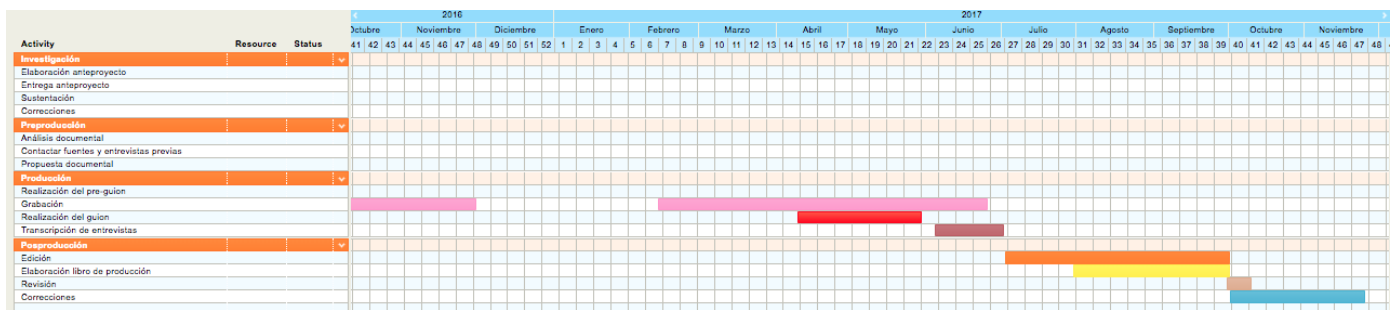 2016 2017
Octubre Noviembre Diciembre Enero Febrero Marzo Abril Mayo Junio Julio Agosto Septiembre Octubre Noviembre
Activity Resource Status 41 42 43 44 45 46 47 48 49 50 51 52 1 2 3 4 5 6 7 8 9 10 11 12 13 14 15 16 17 18 19 20 21 22 23 24 25 26 27 28 29 30 31 32 33 34 35 36 37 38 39 40 41 42 43 44 45 46 47 48
Investigación
Elaboración anteproyecto
Entrega anteproyecto
Sustentación
Correcciones
Preproducción
Análisis documental
Contactar fuentes y entrevistas previas
Propuesta documental
Producción
Realización del pre-guion
Grabación
Realización del guion
Transcripción de entrevistas
Posproducción
Edición
Elaboración libro de producción
Revisión
Correcciones